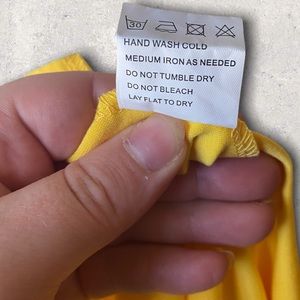 30
HAND WASH COLD
MEDIUM IRON AS NEEDED
DO NOT TUMBLE DRY
DO NOT BLEACH
LAY FLAT TO DRY